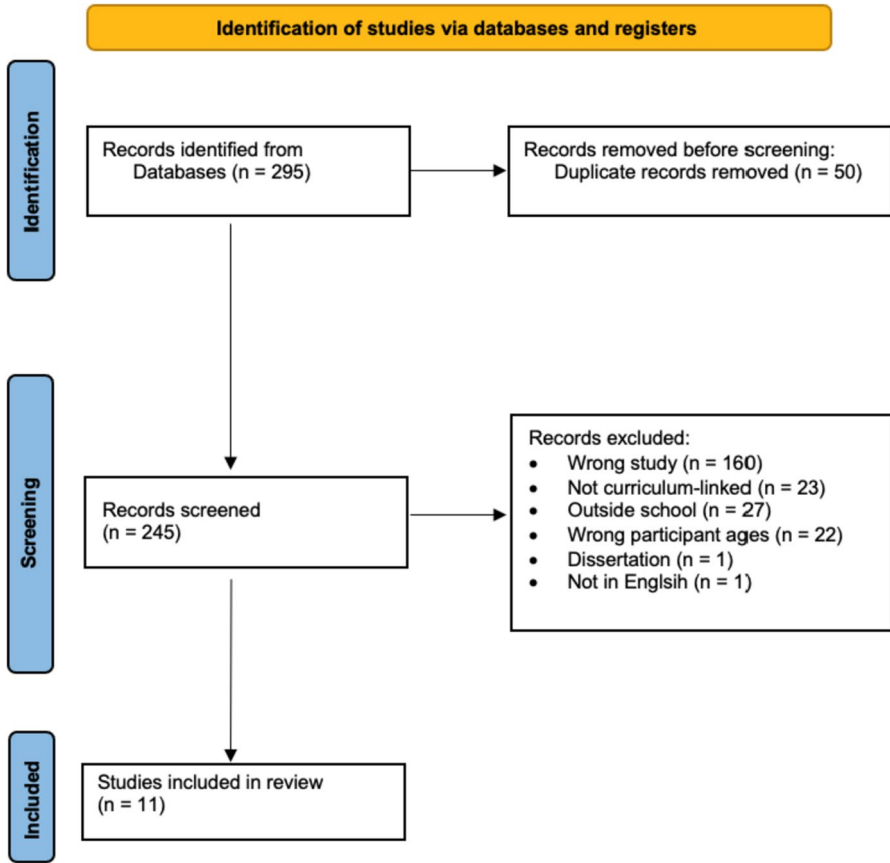 Identification of studies via databases and registers
Identification
Records identified from
Databases (n = 295)
Records removed before screening:
Duplicate records removed (n = 50)
Screening
Records screened
(n = 245)
Records excluded:
• Wrong study (n = 160)
• Not curriculum-linked (n = 23)
• Outside school (n = 27)
• Wrong participant ages (n = 22)
• Dissertation (n = 1)
• Not in Englsih (n = 1)
Included
Studies included in review
(n = 11)